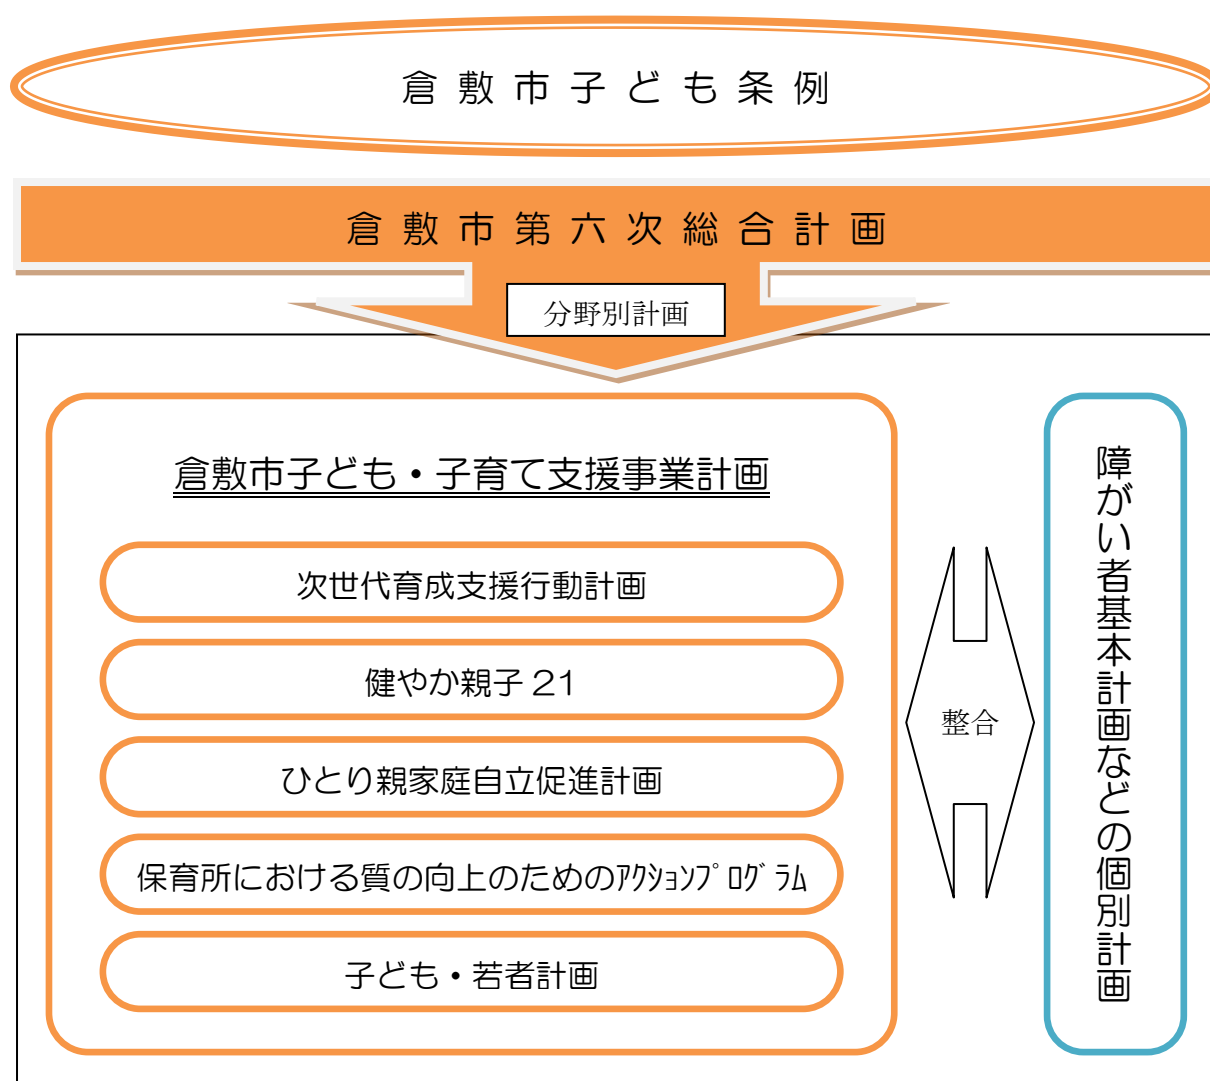 倉敷市子ども条例
倉敷市第六次総合計画
分野別計画
倉敷市子ども・子育て支援事業計画
次世代育成支援行動計画
健やか親子21
ひとり親家庭自立促進計画
保育所における質の向上のためのｱｸｼｮﾝﾌﾟﾛｸﾞﾗﾑ
子ども・若者計画
整合
障がい者基本計画などの個別計画